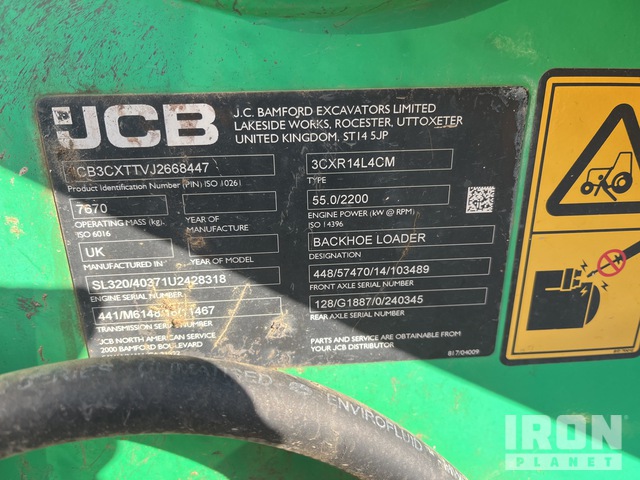 JCB
J.C. BAMFORD EXCAVATORS LIMITED
LAKESIDE WORKS, ROCESTER, UTTOXETER
UNITED KINGDOM, ST14 5JP
CB3CXTTVJ2668447
Product Identification Number (PIN) ISO 10261
7670
OPERATING MASS (kg)
ISO 6016
YEAR OF
MANUFACTURE
UK
MANUFACTURED IN
YEAR OF MODEL
SL320/40371U2428318
ENGINE SERIAL NUMBER
441/M6148/ 1467
TRANSMISSION SERIAL NUMBER
JCB NORTH AMERICAN SERVICE
2000 BAMFORD BOULEVARD
3CXR14L4CM
TYPE
55.0/2200
ENGINE POWER (kW @ RPM)
ISO 14396
BACKHOE LOADER
DESIGNATION
448/57470/14/103489
FRONT AXLE SERIAL NUMBER
128/G1887/0/240345
REAR AXLE SERIAL NUMBER
PARTS AND SERVICE ARE OBTAINABLE FROM
YOUR JCB DISTRIBUTOR
817/04009
ENVIROFLUID
IRON
PLANET